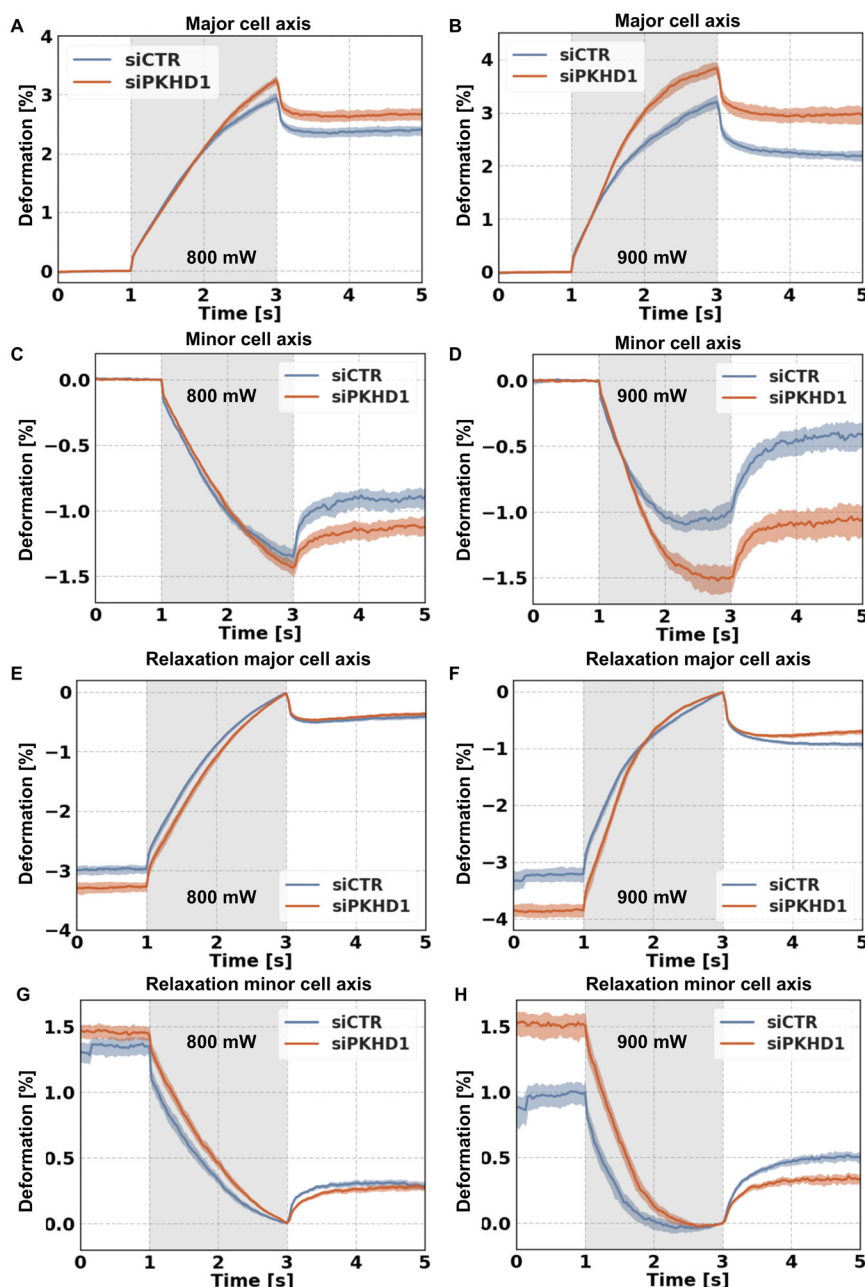 A
Major cell axis
siCTR
siPKHD1
800 mW
Deformation [%]
4
3
2
1
0
0 1 2 3 4 5
Time [s]
B
Major cell axis
siCTR
siPKHD1
900 mW
Deformation [%]
4
3
2
1
0
0 1 2 3 4 5
Time [s]
C
Minor cell axis
siCTR
siPKHD1
800 mW
Deformation [%]
0.0
−0.5
−1.0
−1.5
0 1 2 3 4 5
Time [s]
D
Minor cell axis
siCTR
siPKHD1
900 mW
Deformation [%]
0.0
−0.5
−1.0
−1.5
0 1 2 3 4 5
Time [s]
E
Relaxation major cell axis
siCTR
siPKHD1
800 mW
Deformation [%]
0
−1
−2
−3
−4
0 1 2 3 4 5
Time [s]
F
Relaxation major cell axis
siCTR
siPKHD1
900 mW
Deformation [%]
0
−1
−2
−3
−4
0 1 2 3 4 5
Time [s]
G
Relaxation minor cell axis
siCTR
siPKHD1
800 mW
Deformation [%]
1.5
1.0
0.5
0.0
0 1 2 3 4 5
Time [s]
H
Relaxation minor cell axis
siCTR
siPKHD1
900 mW
Deformation [%]
1.5
1.0
0.5
0.0
0 1 2 3 4 5
Time [s]